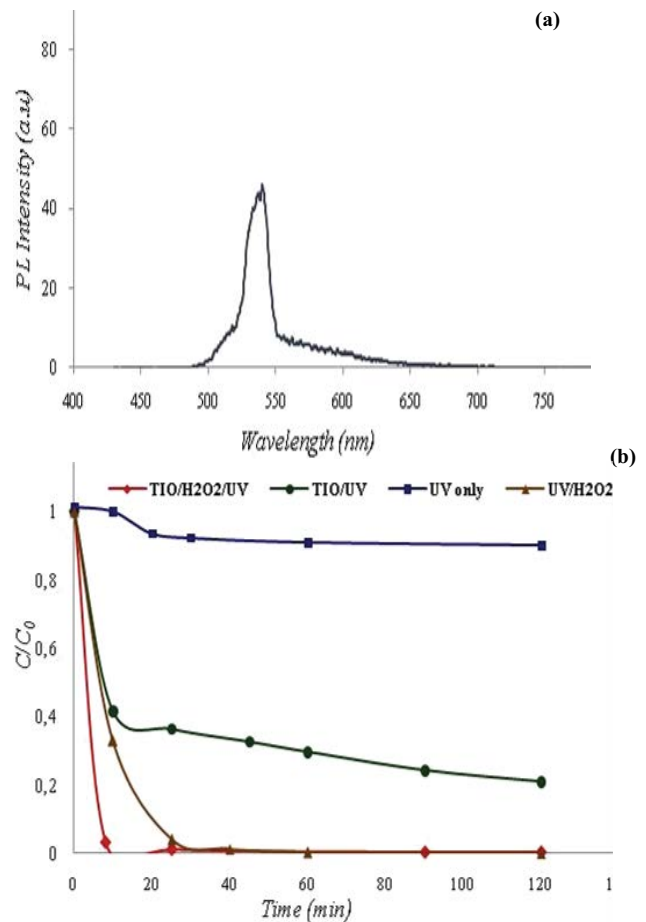 (a)
80
60
40
20
0
PL Intensity (a.u)
400 450 500 550 600 650 700 750
Wavelength (nm)
(b)
TIO/H2O2/UV TIO/UV UV only UV/H2O2
1
0,8
0,6
0,4
0,2
0
C/C0
0 20 40 60 80 100 120 1
Time (min)